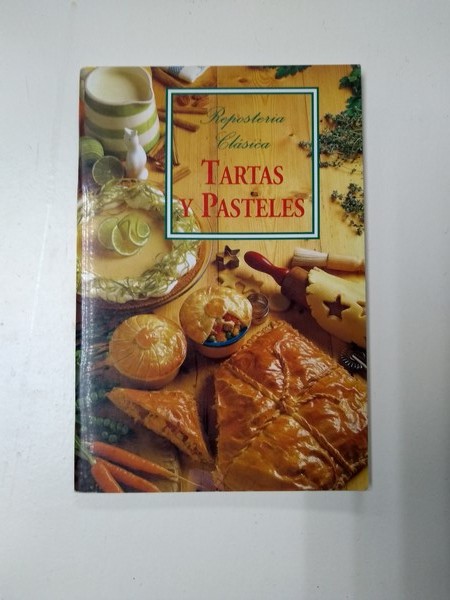 Repostería
Clásica
TARTAS
Y PASTELES